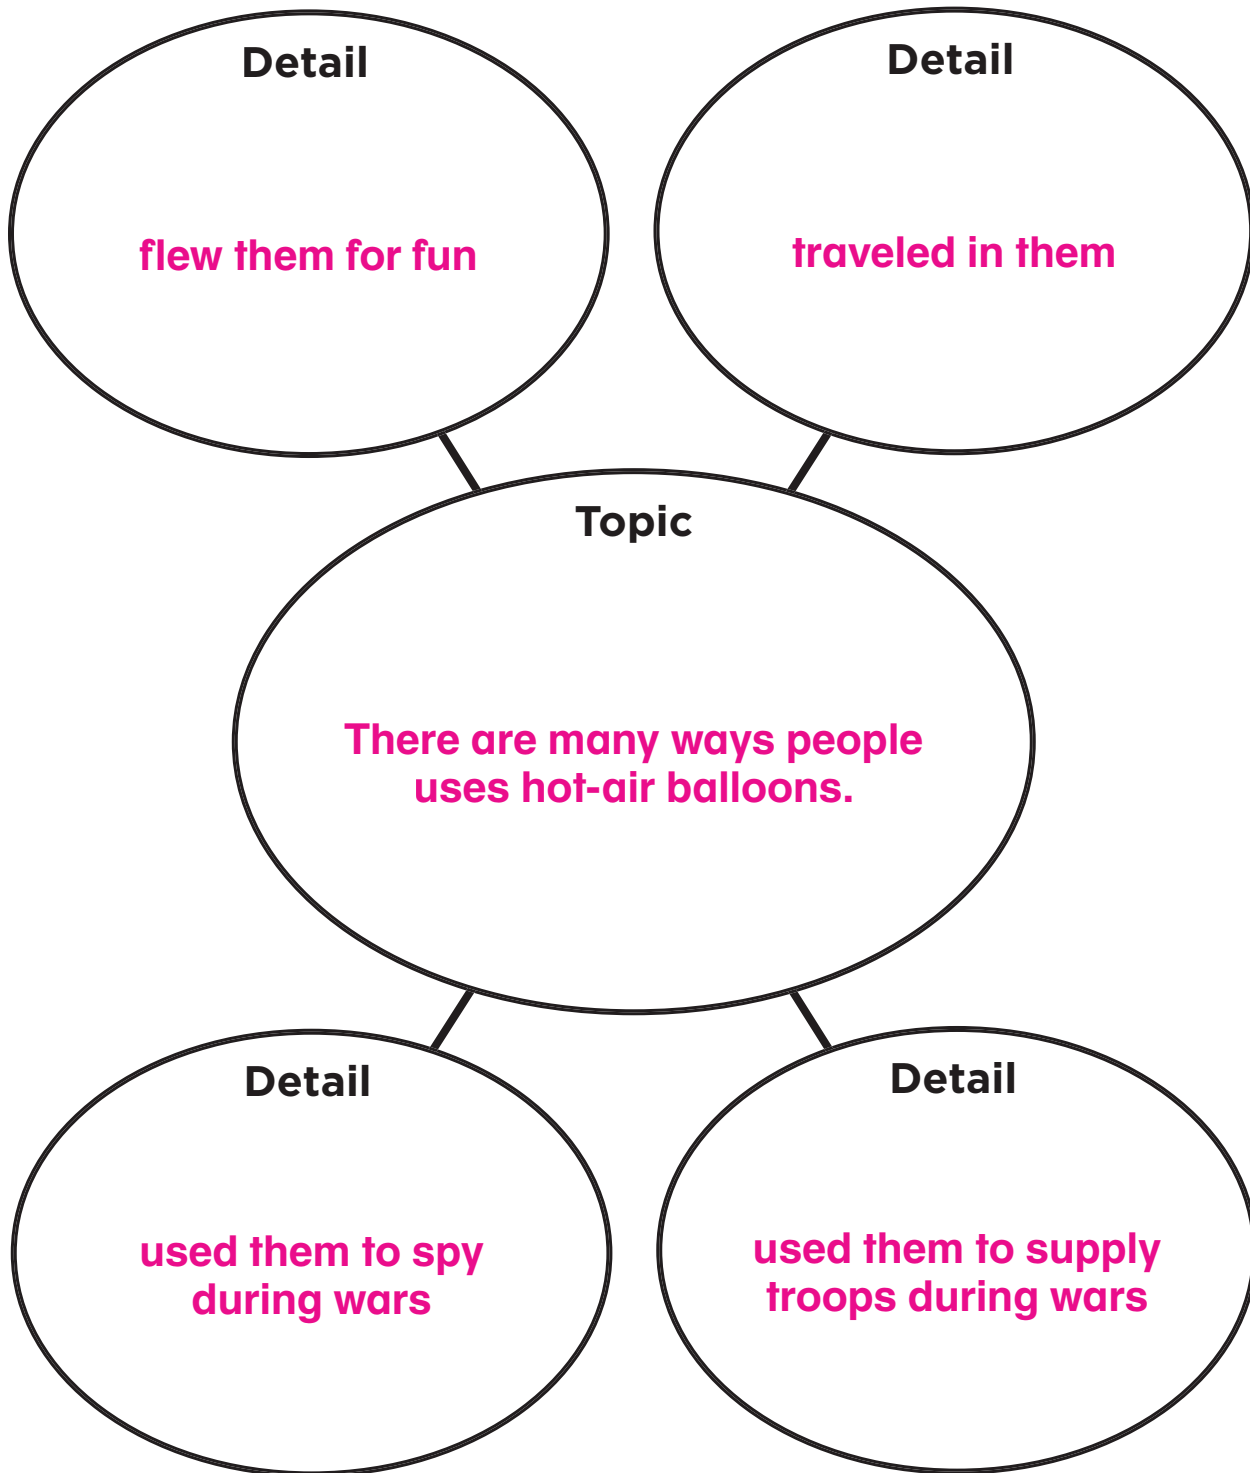 Detail
flew them for fun
Detail
traveled in them
Topic
There are many ways people
uses hot-air balloons.
Detail
used them to spy
during wars
Detail
used them to supply
troops during wars